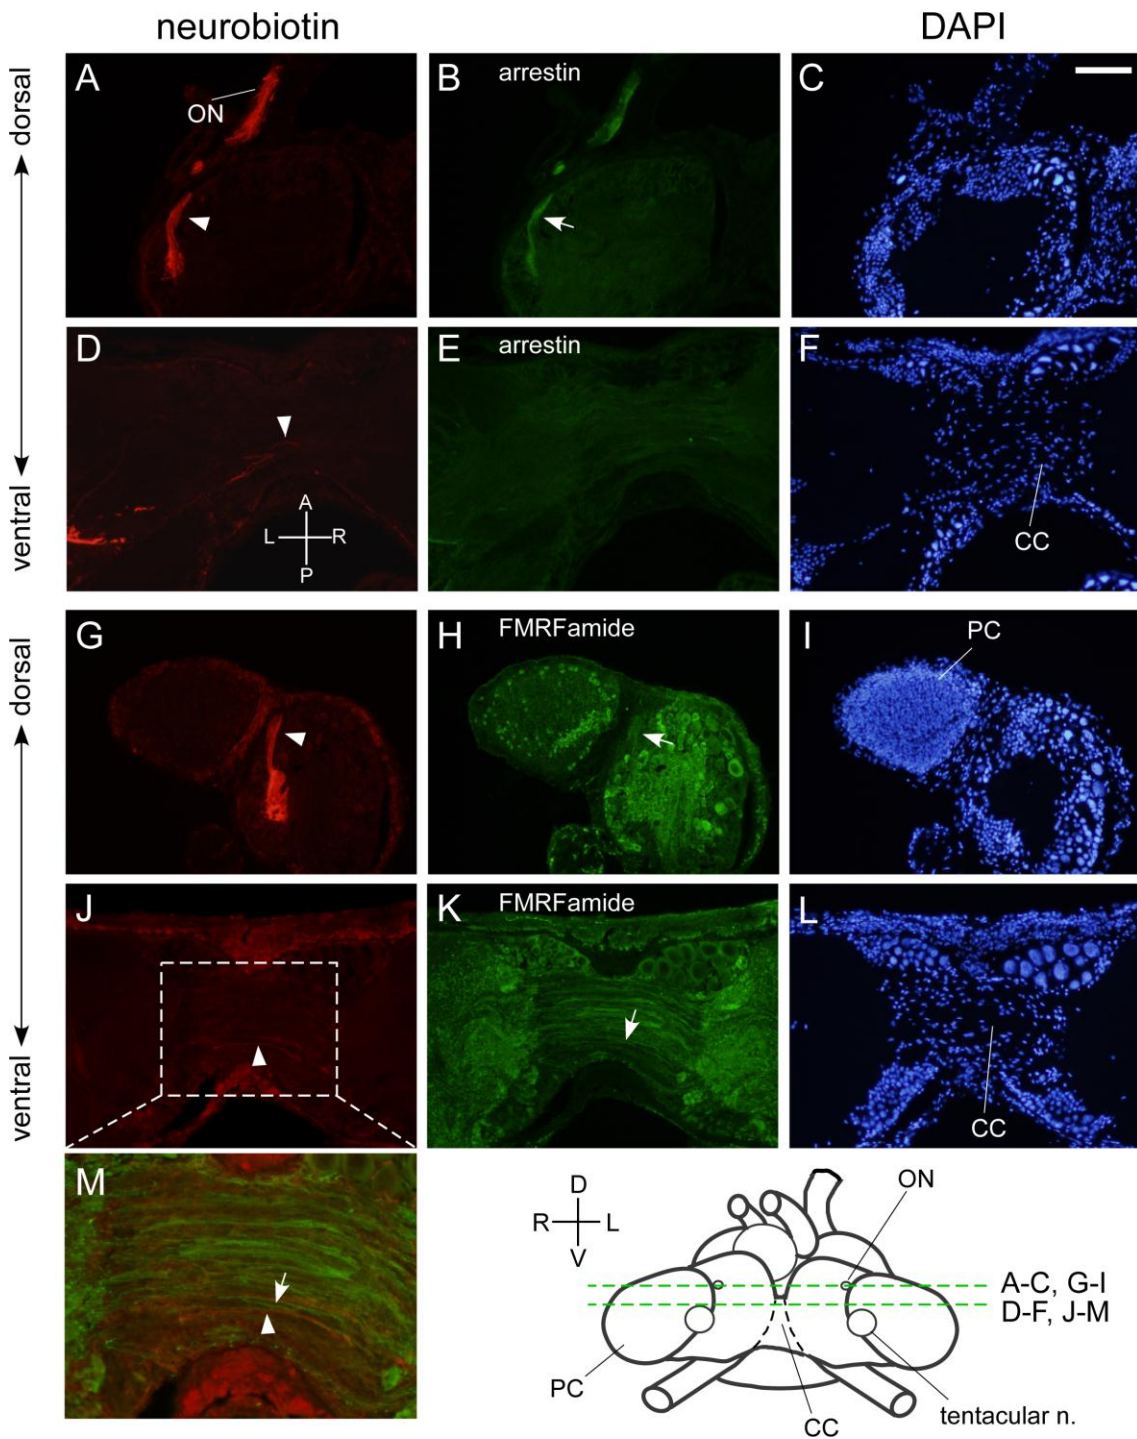 neurobiotin
DAPI
dorsal
ventral
A
ON
B
arrestin
C
D
A
L
R
P
E
arrestin
F
CC
dorsal
ventral
G
H
FMRFamide
I
PC
J
K
FMRFamide
L
CC
M
D
R
L
V
ON
A-C, G-I
D-F, J-M
PC
CC
tentacular n.